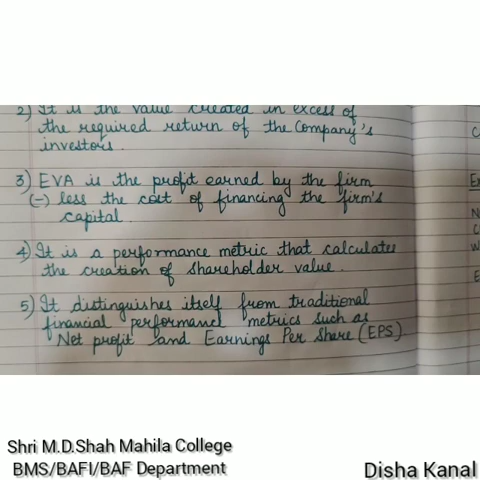 2) It is the value created in excess of
the required return of the Company's
investors.
3) EVA is the profit earned by the firm
(-) less the cost of financing the firm's
capital.
4) It is a performance metric that calculates
the creation of shareholder value.
5) It distinguishes itself from traditional
financial performance metrics such as
Net profit and Earnings Per Share (EPS).
Shri M.D.Shah Mahila College
BMS/BAFI/BAF Department
Disha Kanal